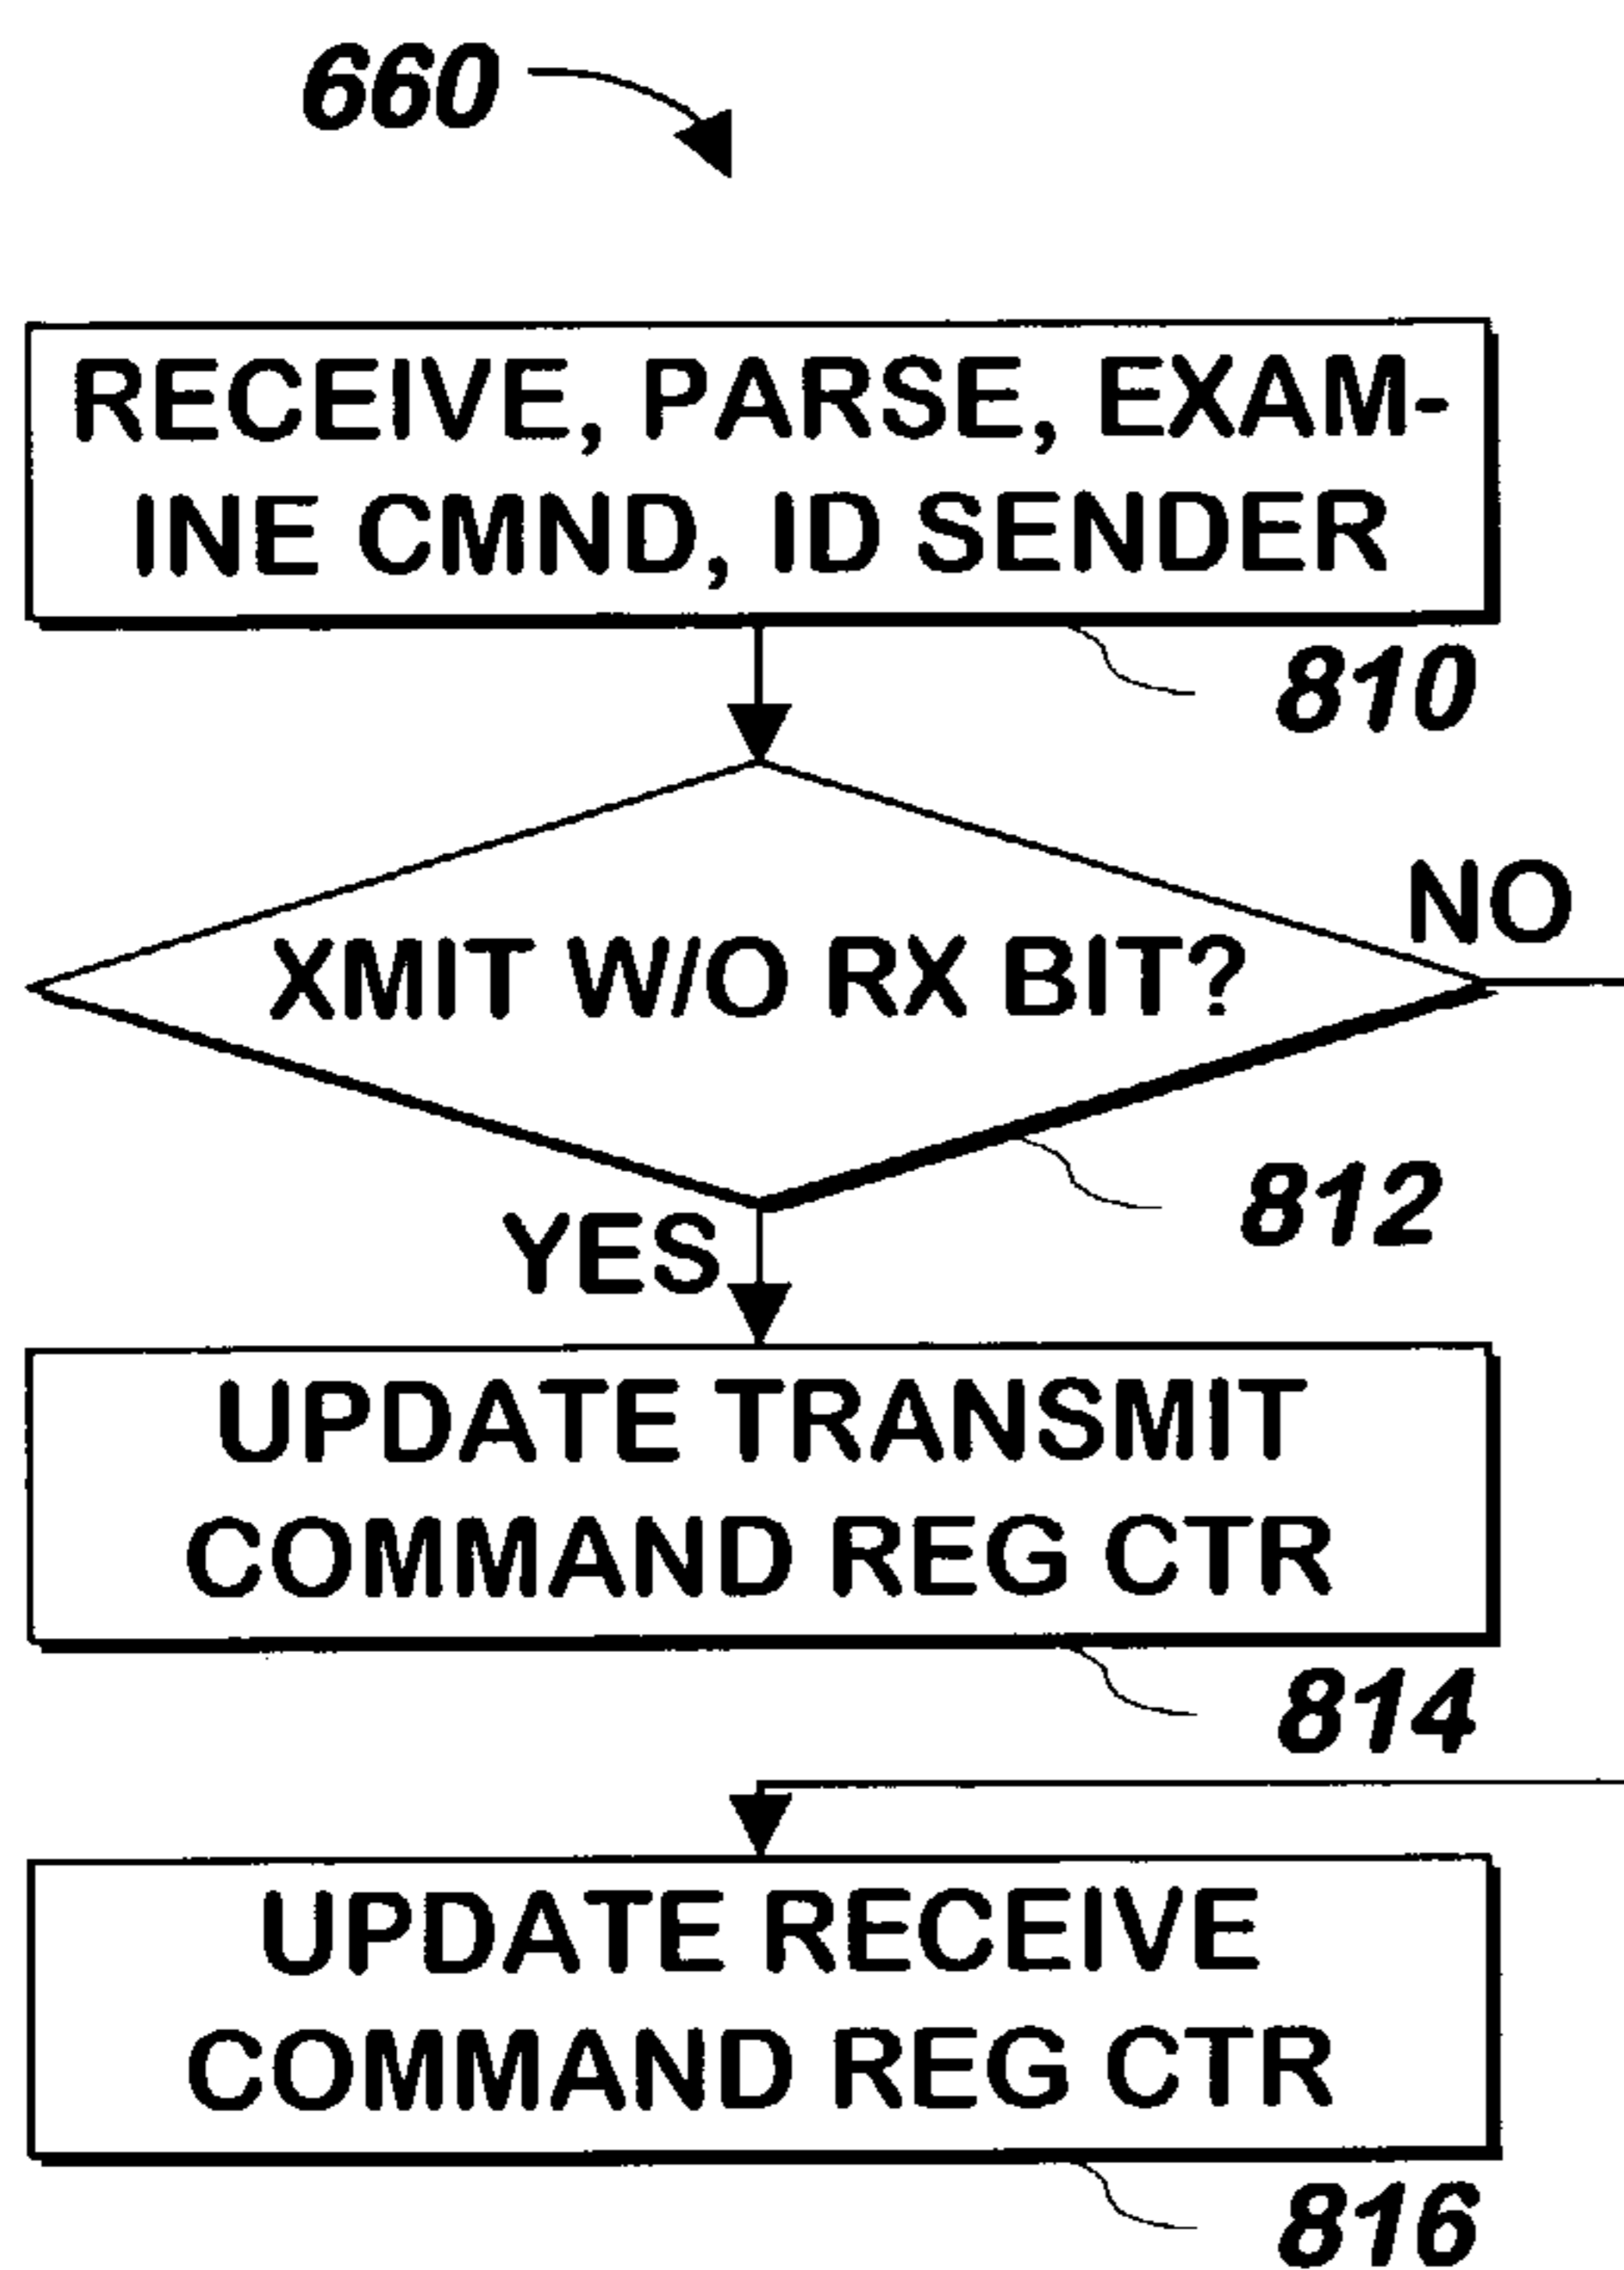 660
RECEIVE, PARSE, EXAM-
INE CMND, ID SENDER
810
XMIT W/O RX BIT?
NO
812
YES
UPDATE TRANSMIT
COMMAND REG CTR
814
UPDATE RECEIVE
COMMAND REG CTR
816